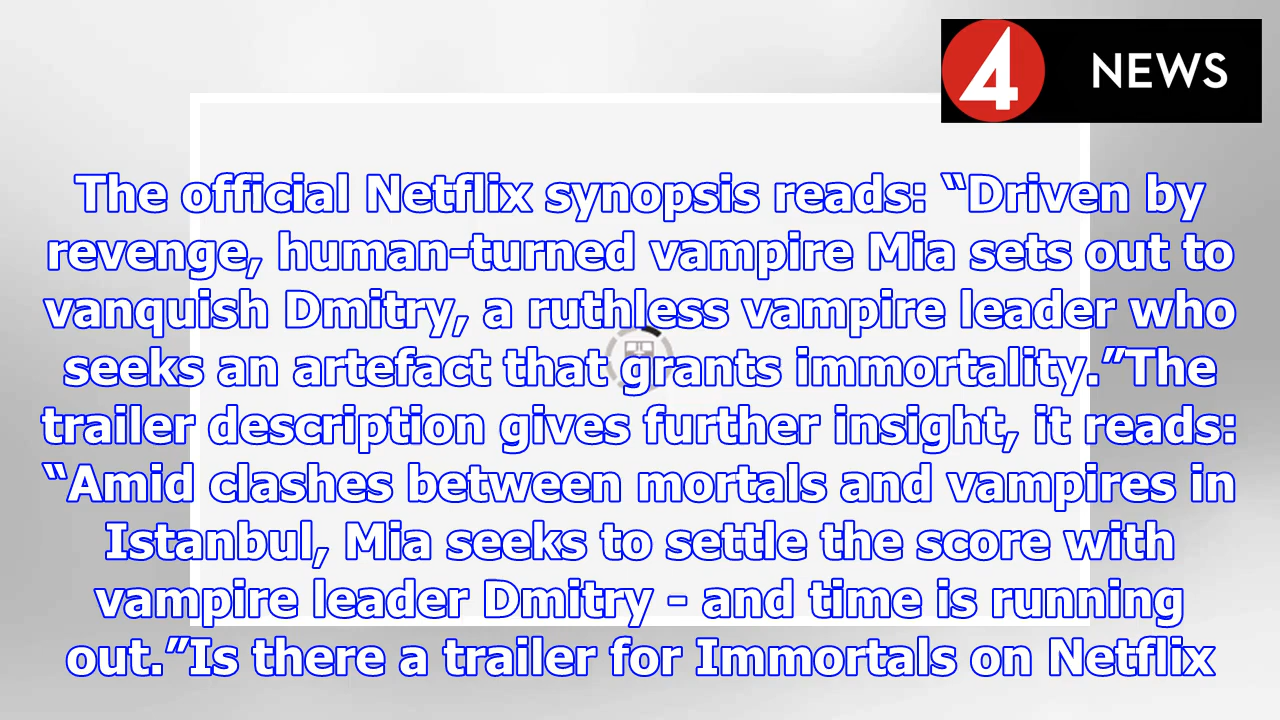 4 NEWS
The official Netflix synopsis reads: “Driven by
revenge, human-turned vampire Mia sets out to
vanquish Dmitry, a ruthless vampire leader who
seeks an artefact that grants immortality.”The
trailer description gives further insight, it reads:
“Amid clashes between mortals and vampires in
Istanbul, Mia seeks to settle the score with
vampire leader Dmitry - and time is running
out.”Is there a trailer for Immortals on Netflix